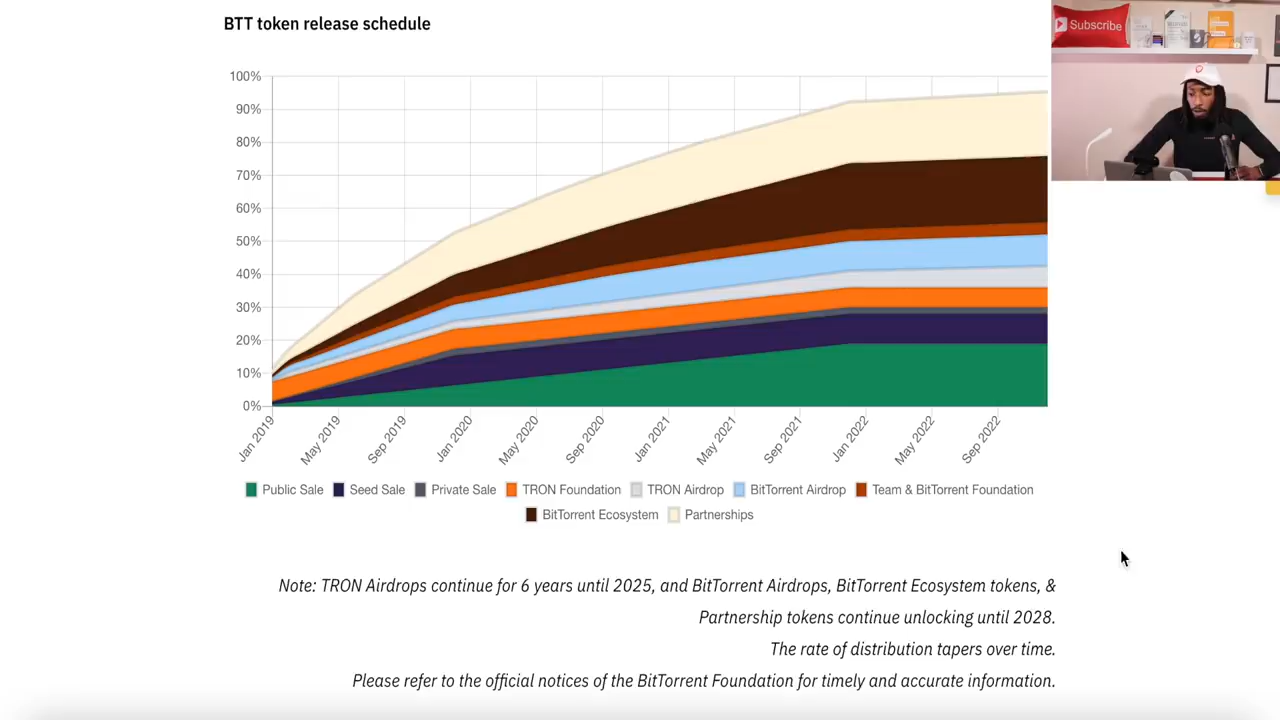 BTT token release schedule
Subscribe
100%
90%
80%
70%
60%
50%
40%
30%
20%
10%
0%
Jan 2019
May 2019
Sep 2019
Jan 2020
May 2020
Sep 2020
Jan 2021
May 2021
Sep 2021
Jan 2022
May 2022
Sep 2022
Public Sale Seed Sale Private Sale TRON Foundation TRON Airdrop BitTorrent Airdrop Team & BitTorrent Foundation
BitTorrent Ecosystem Partnerships
Note: TRON Airdrops continue for 6 years until 2025, and BitTorrent Airdrops, BitTorrent Ecosystem tokens, &
Partnership tokens continue unlocking until 2028.
The rate of distribution tapers over time.
Please refer to the official notices of the BitTorrent Foundation for timely and accurate information.